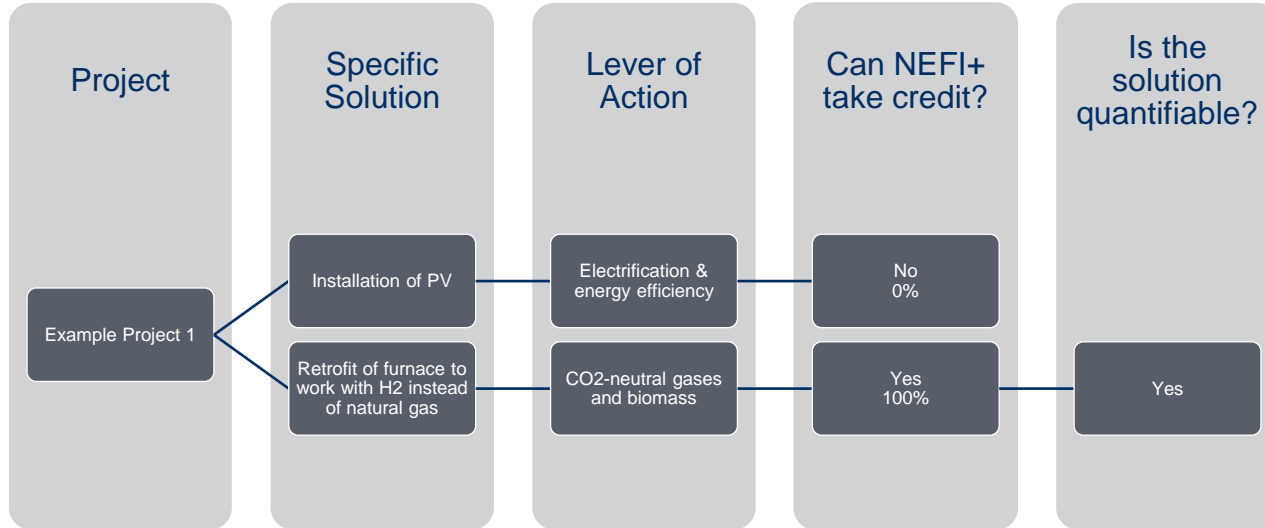 Project
Specific
Solution
Lever of
Action
Can NEFI+
take credit?
Is the
solution
quantifiable?
Example Project 1
Installation of PV
Electrification &
energy efficiency
No
0%
Retrofit of furnace to
work with H2 instead
of natural gas
CO2-neutral gases
and biomass
Yes
100%
Yes